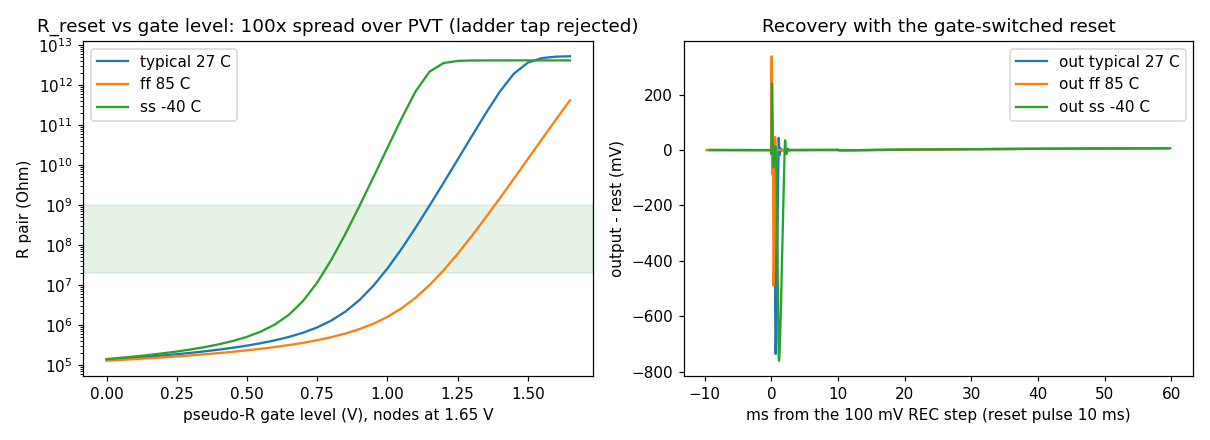 R_reset vs gate level: 100x spread over PVT (ladder tap rejected)
R pair (Ohm)
10^13
10^12
10^11
10^10
10^9
10^8
10^7
10^6
10^5
typical 27 C
ff 85 C
ss -40 C
0.00 0.25 0.50 0.75 1.00 1.25 1.50
pseudo-R gate level (V), nodes at 1.65 V
Recovery with the gate-switched reset
output - rest (mV)
200
0
−200
−400
−600
−800
out typical 27 C
out ff 85 C
out ss -40 C
−10 0 10 20 30 40 50 60
ms from the 100 mV REC step (reset pulse 10 ms)